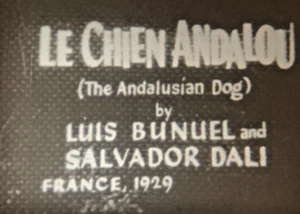 LE CHIEN ANDALOU
(The Andalusian Dog)
by
LUIS BUNUEL and
SALVADOR DALI
FRANCE, 1929